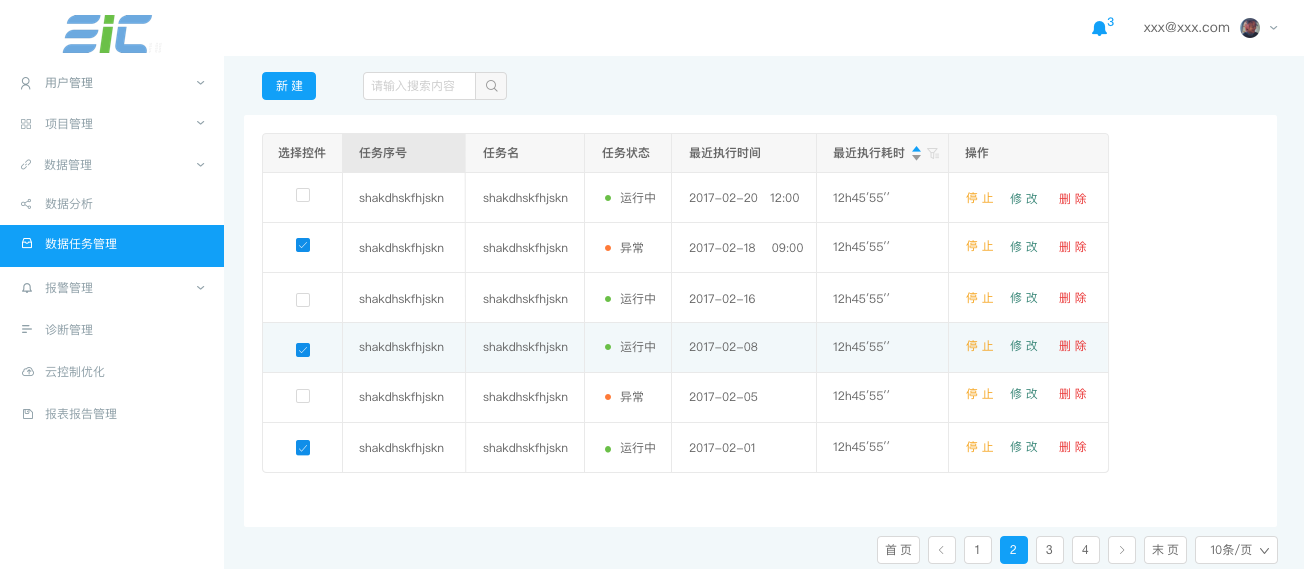 EIC
3
xxx@xxx.com
用户管理
项目管理
数据管理
数据分析
数据任务管理
报警管理
诊断管理
云控制优化
报表报告管理
新 建
请输入搜索内容
选择控件 任务序号 任务名 任务状态 最近执行时间 最近执行耗时 操作
shakdhskfhjskn shakdhskfhjskn 运行中 2017-02-20 12:00 12h45′55′′ 停 止 修 改 删 除
shakdhskfhjskn shakdhskfhjskn 异常 2017-02-18 09:00 12h45′55′′ 停 止 修 改 删 除
shakdhskfhjskn shakdhskfhjskn 运行中 2017-02-16 12h45′55′′ 停 止 修 改 删 除
shakdhskfhjskn shakdhskfhjskn 运行中 2017-02-08 12h45′55′′ 停 止 修 改 删 除
shakdhskfhjskn shakdhskfhjskn 异常 2017-02-05 12h45′55′′ 停 止 修 改 删 除
shakdhskfhjskn shakdhskfhjskn 运行中 2017-02-01 12h45′55′′ 停 止 修 改 删 除
首 页 1 2 3 4 末 页 10条/页